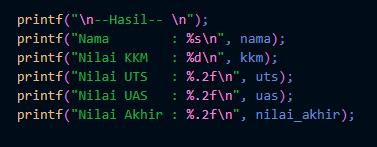 printf("\n--Hasil-- \n");
printf("Nama       : %s\n", nama);
printf("Nilai KKM   : %d\n", kkm);
printf("Nilai UTS   : %.2f\n", uts);
printf("Nilai UAS   : %.2f\n", uas);
printf("Nilai Akhir : %.2f\n", nilai_akhir);